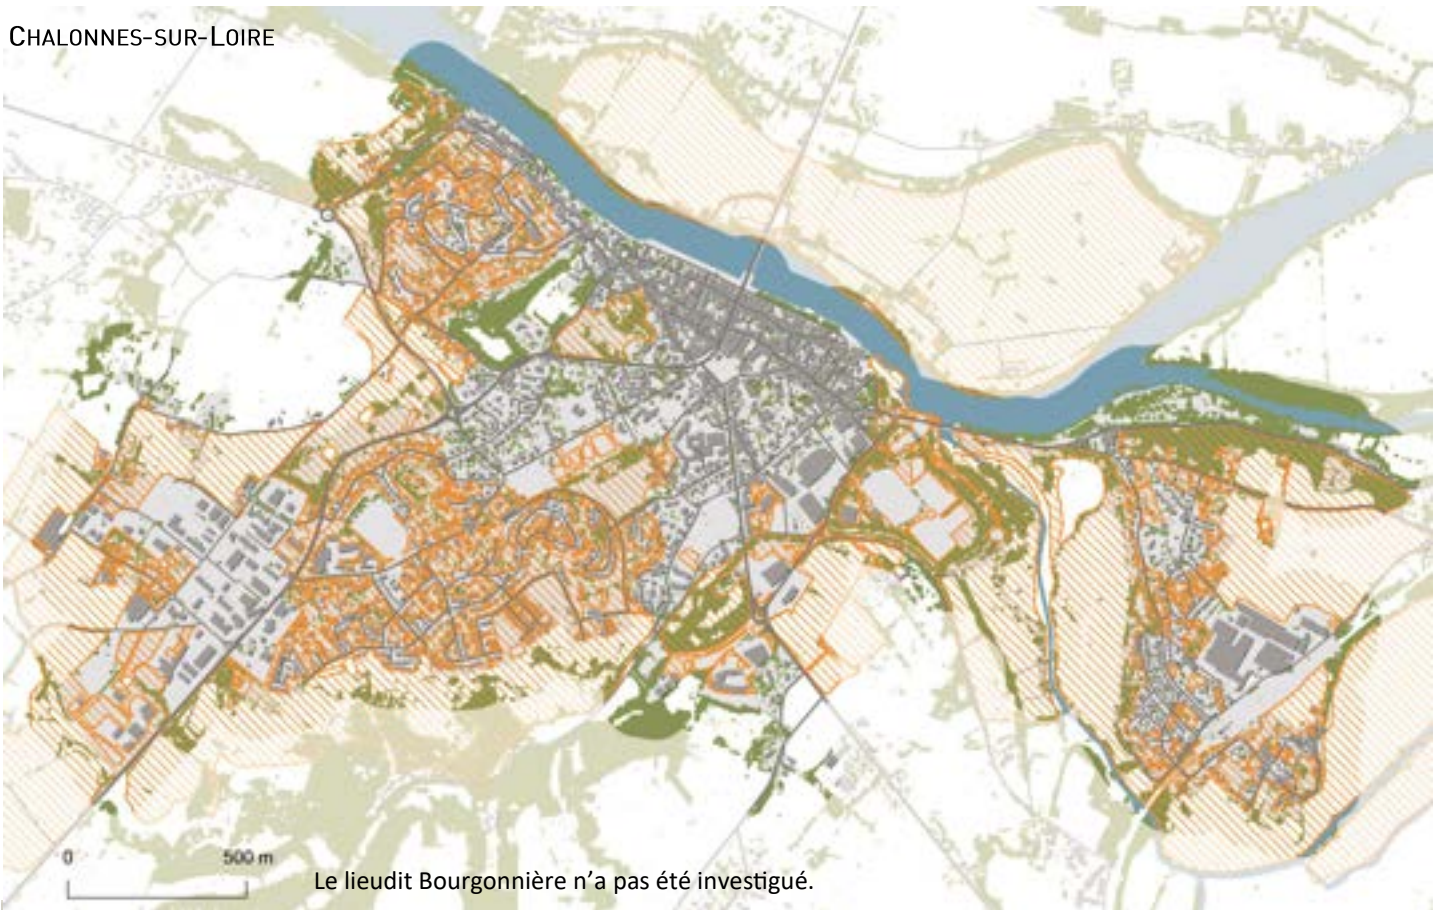 CHALONNES-SUR-LOIRE
0 500 m
Le lieudit Bourgonnière n'a pas été investigué.